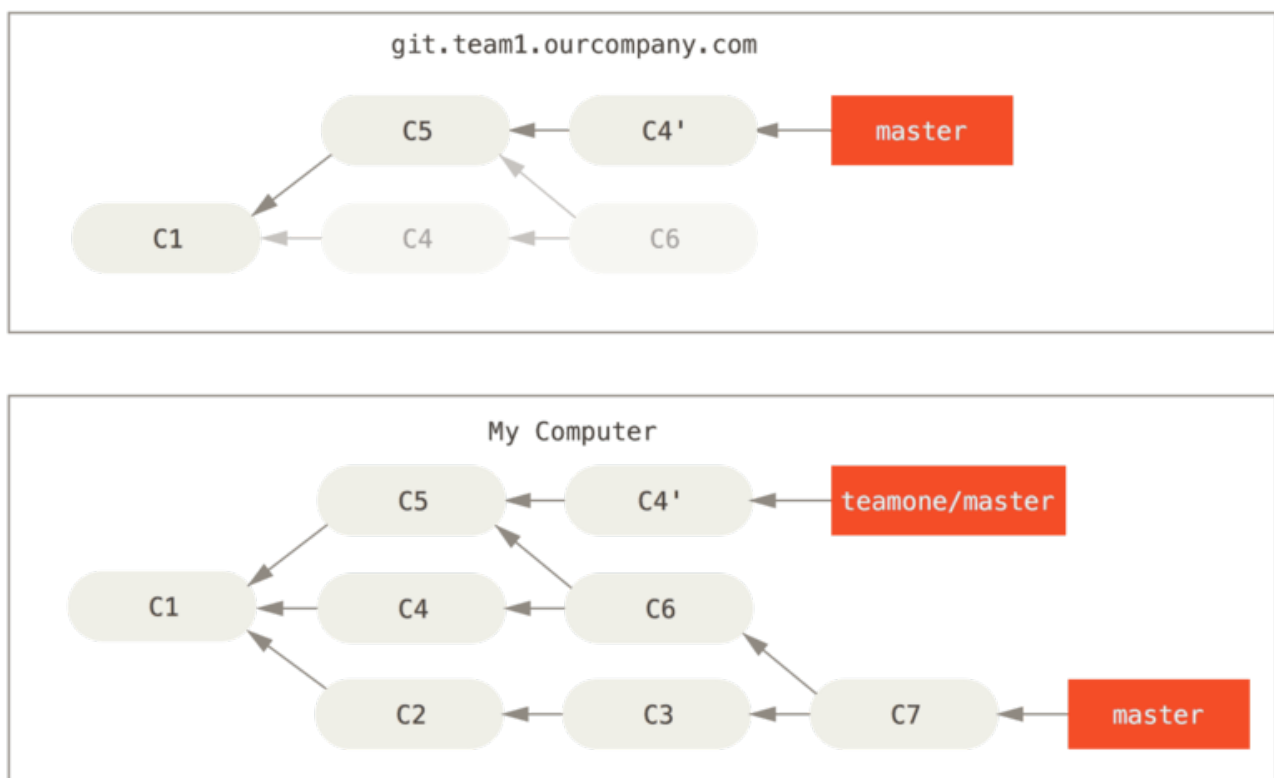 git.team1.ourcompany.com
C5 C4' master
C1 C4 C6
My Computer
C5 C4' teamone/master
C1 C4 C6
C2 C3 C7 master